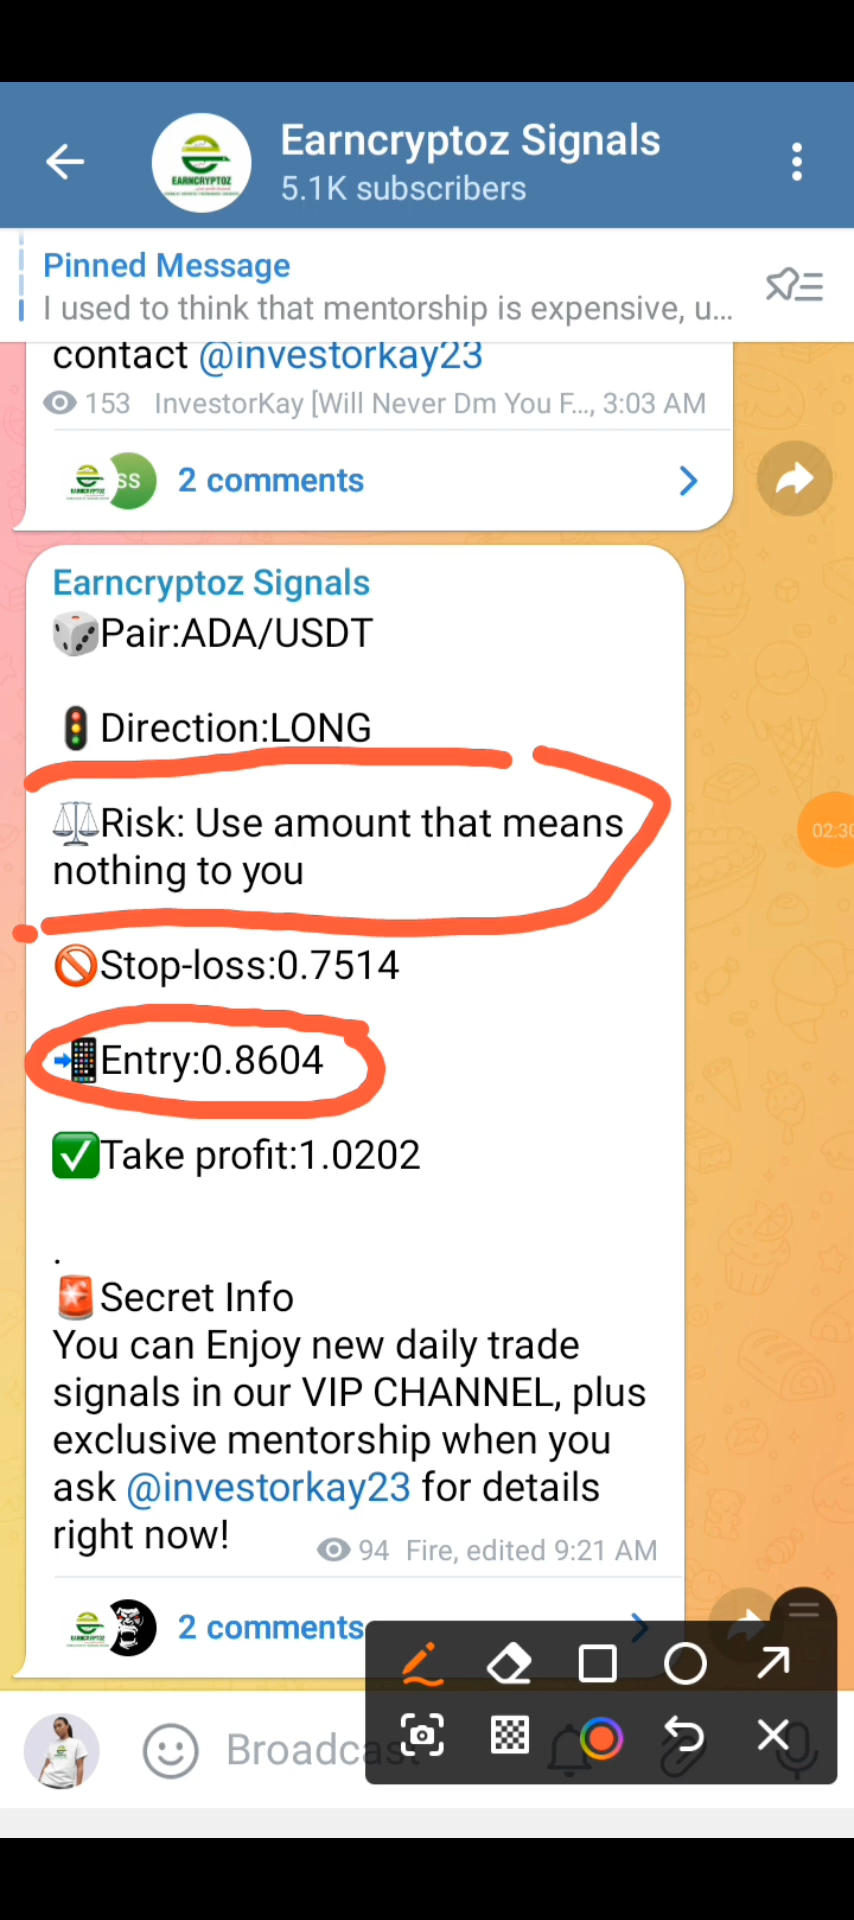 Earncryptoz Signals
5.1K subscribers
Pinned Message
I used to think that mentorship is expensive, u...
contact @investorkay23
153 InvestorKay [Will Never Dm You F..., 3:03 AM
EARNCRYPTOZ
SS
2 comments
Earncryptoz Signals
🎲Pair:ADA/USDT
🚦Direction:LONG
⚖️Risk: Use amount that means
nothing to you
02:30
🚫Stop-loss:0.7514
📲Entry:0.8604
✅Take profit:1.0202
.
🚨Secret Info
You can Enjoy new daily trade
signals in our VIP CHANNEL, plus
exclusive mentorship when you
ask @investorkay23 for details
right now!
94 Fire, edited 9:21 AM
2 comments
Broadcast